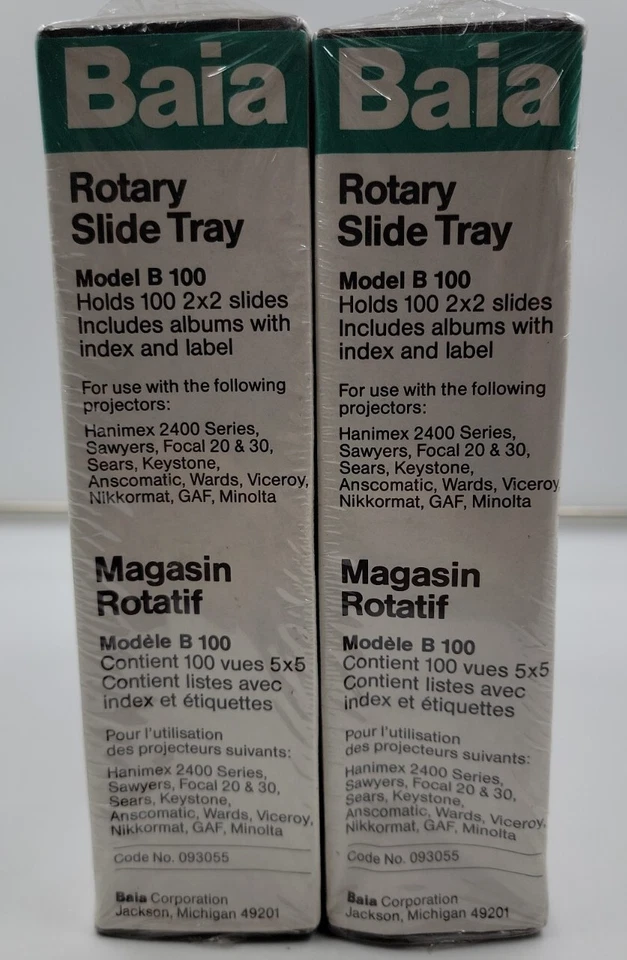 Baia
Rotary
Slide Tray
Model B 100
Holds 100 2x2 slides
Includes albums with
index and label
For use with the following
projectors:
Hanimex 2400 Series,
Sawyers, Focal 20 & 30,
Sears, Keystone,
Anscomatic, Wards, Viceroy,
Nikkormat, GAF, Minolta
Magasin
Rotatif
Modèle B 100
Contient 100 vues 5x5
Contient listes avec
index et étiquettes
Pour l'utilisation
des projecteurs suivants:
Hanimex 2400 Series,
Sawyers, Focal 20 & 30,
Sears, Keystone,
Anscomatic, Wards, Viceroy,
Nikkormat, GAF, Minolta
Code No. 093055
Baia Corporation
Jackson, Michigan 49201
Baia
Rotary
Slide Tray
Model B 100
Holds 100 2x2 slides
Includes albums with
index and label
For use with the following
projectors:
Hanimex 2400 Series,
Sawyers, Focal 20 & 30,
Sears, Keystone,
Anscomatic, Wards, Viceroy
Nikkormat, GAF, Minolta
Magasin
Rotatif
Modèle B 100
Contient 100 vues 5x5
Contient listes avec
index et étiquettes
Pour l'utilisation
des projecteurs suivants:
Hanimex 2400 Series,
Sawyers, Focal 20 & 30,
Sears, Keystone,
Anscomatic, Wards, Viceroy,
Nikkormat, GAF, Minolta
Code No. 093055
Baia Corporation
Jackson, Michigan 49201